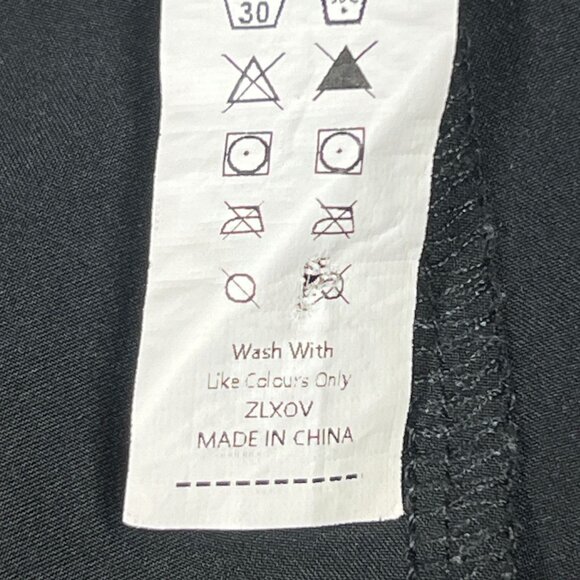 30
Wash With
Like Colours Only
ZLXOV
MADE IN CHINA